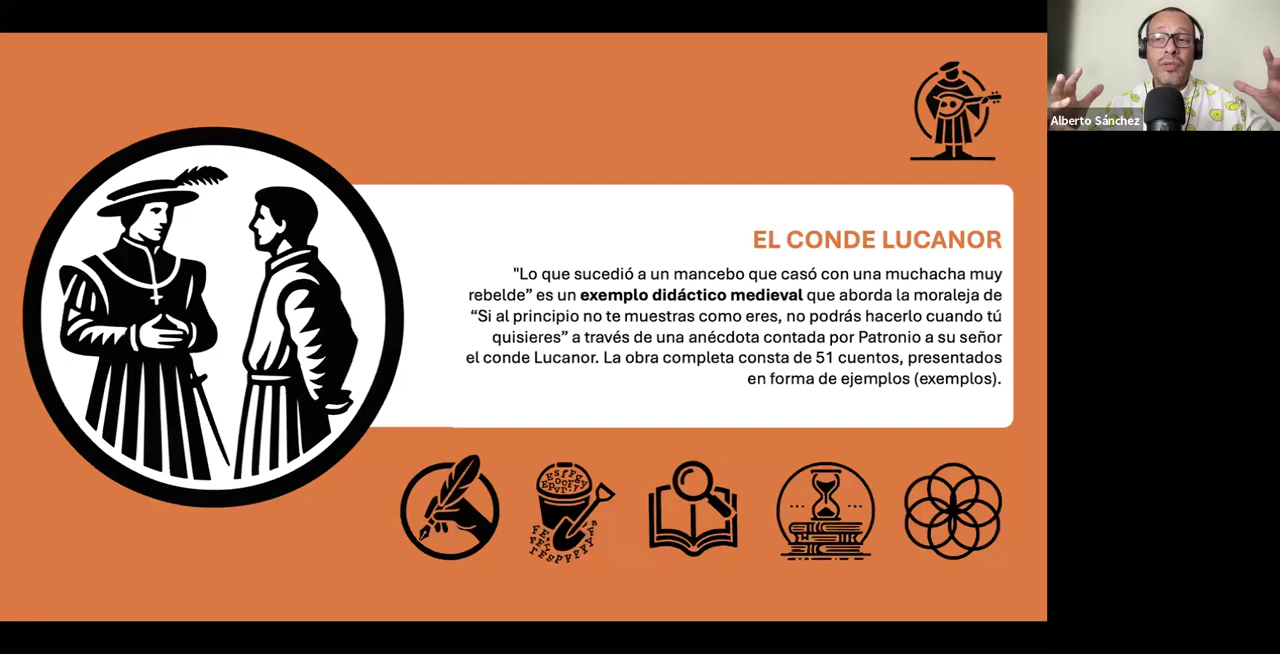 Alberto Sánchez
EL CONDE LUCANOR
"Lo que sucedió a un mancebo que casó con una muchacha muy
rebelde” es un exemplo didáctico medieval que aborda la moraleja de
“Si al principio no te muestras como eres, no podrás hacerlo cuando tú
quisieres” a través de una anécdota contada por Patronio a su señor
el conde Lucanor. La obra completa consta de 51 cuentos, presentados
en forma de ejemplos (exemplos).